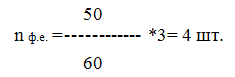 50
n ф.е. =------------ *3= 4 шт.
60